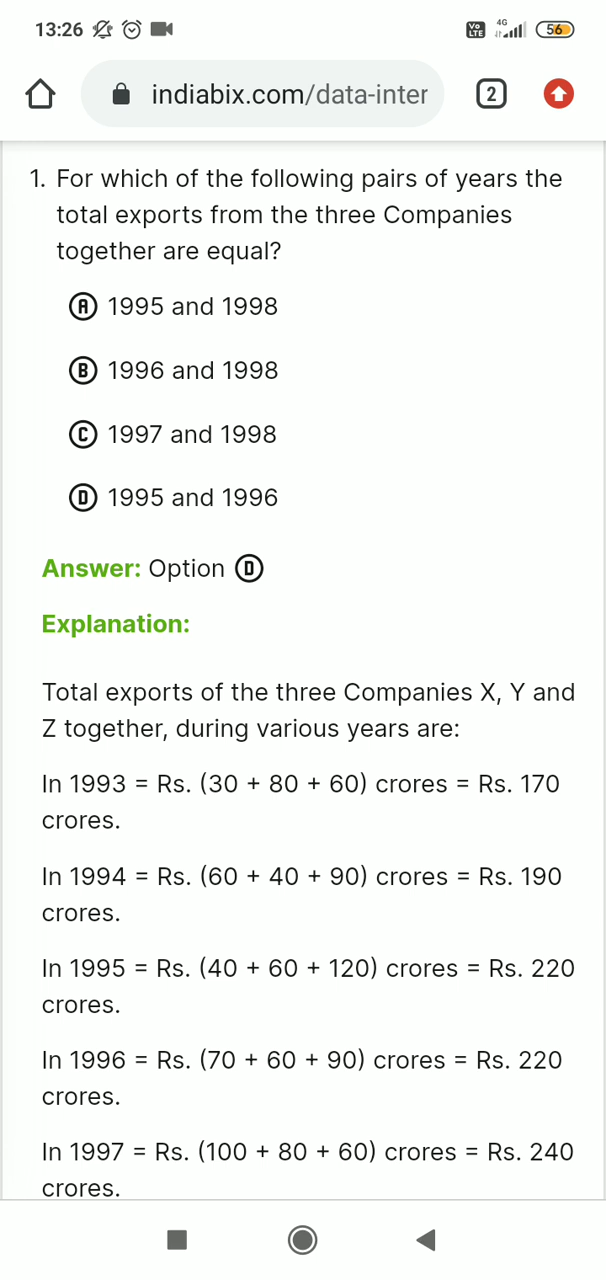 13:26 Vo LTE 4G 56
indiabix.com/data-inter 2
1. For which of the following pairs of years the
total exports from the three Companies
together are equal?
A 1995 and 1998
B 1996 and 1998
C 1997 and 1998
D 1995 and 1996
Answer: Option D
Explanation:
Total exports of the three Companies X, Y and
Z together, during various years are:
In 1993 = Rs. (30 + 80 + 60) crores = Rs. 170
crores.
In 1994 = Rs. (60 + 40 + 90) crores = Rs. 190
crores.
In 1995 = Rs. (40 + 60 + 120) crores = Rs. 220
crores.
In 1996 = Rs. (70 + 60 + 90) crores = Rs. 220
crores.
In 1997 = Rs. (100 + 80 + 60) crores = Rs. 240
crores.